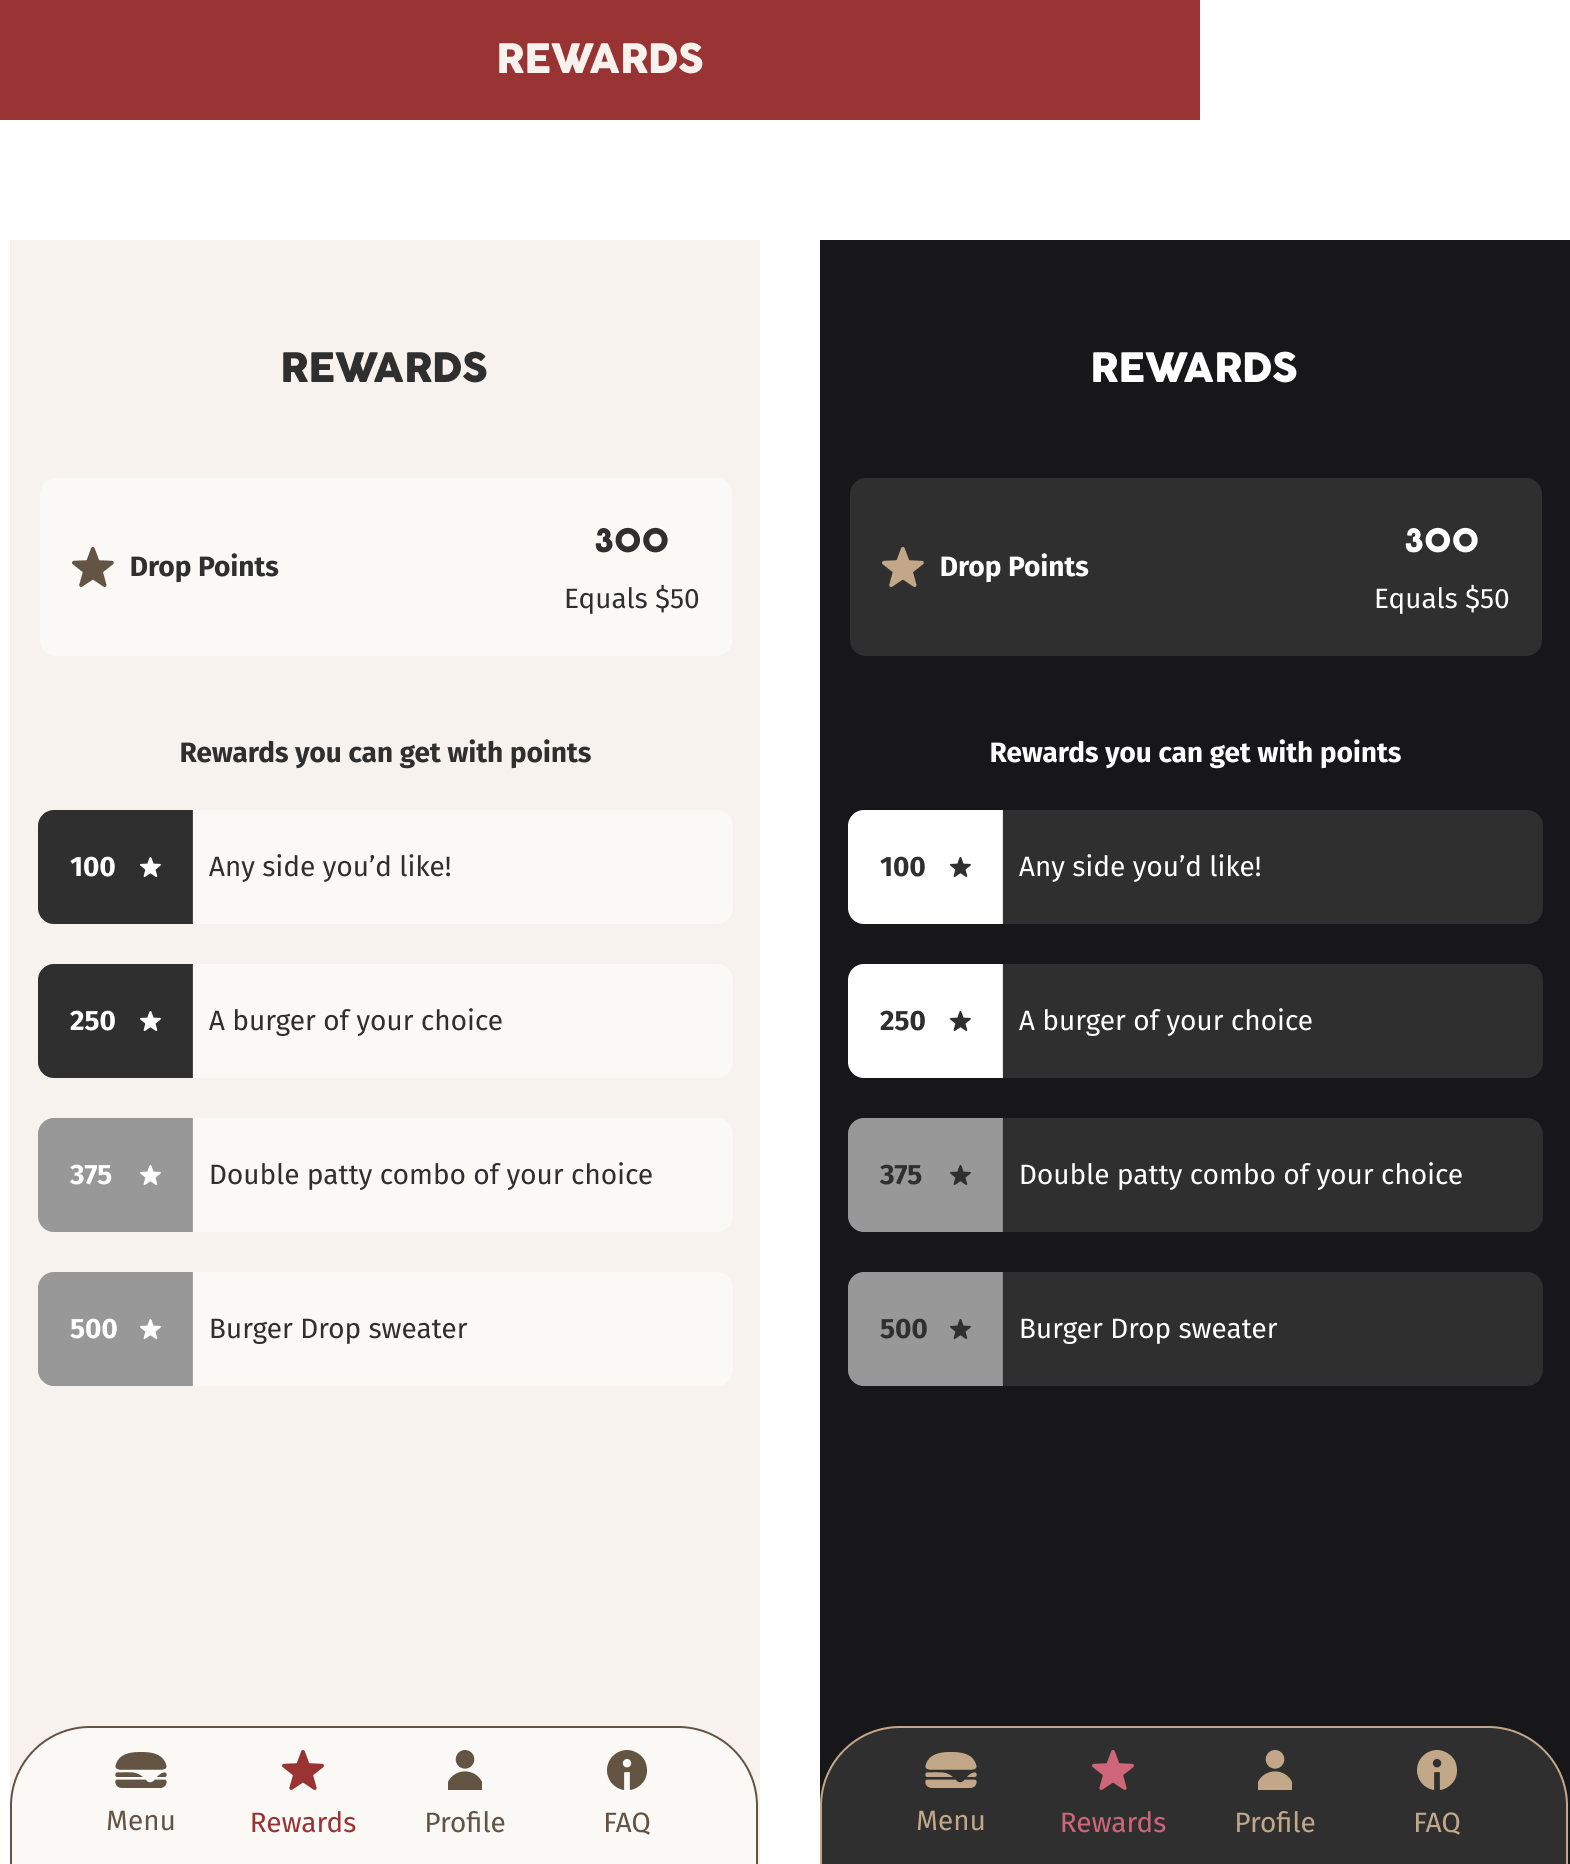 REWARDS
REWARDS
Drop Points
300
Equals $50
Rewards you can get with points
100 Any side you’d like!
250 A burger of your choice
375 Double patty combo of your choice
500 Burger Drop sweater
Menu Rewards Profile FAQ
REWARDS
Drop Points
300
Equals $50
Rewards you can get with points
100 Any side you’d like!
250 A burger of your choice
375 Double patty combo of your choice
500 Burger Drop sweater
Menu Rewards Profile FAQ